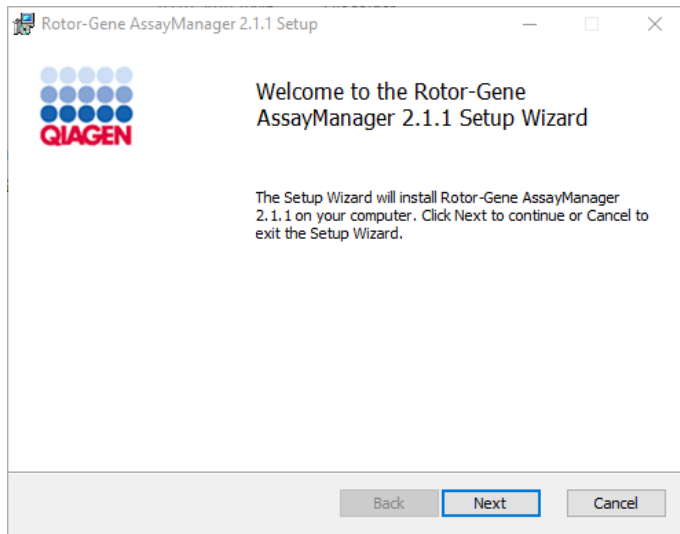 Rotor-Gene AssayManager 2.1.1 Setup
QIAGEN
Welcome to the Rotor-Gene
AssayManager 2.1.1 Setup Wizard
The Setup Wizard will install Rotor-Gene AssayManager
2.1.1 on your computer. Click Next to continue or Cancel to
exit the Setup Wizard.
Back Next Cancel